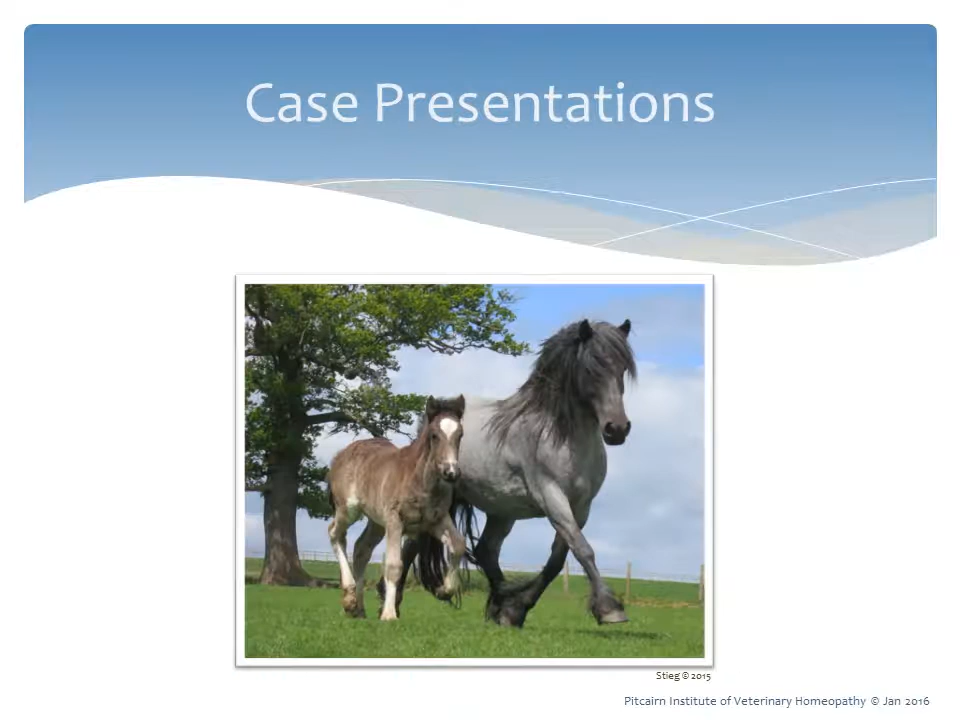 Case Presentations
Stieg © 2015
Pitcairn Institute of Veterinary Homeopathy © Jan 2016